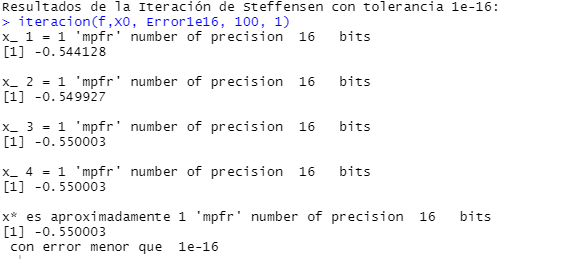 Resultados de la Iteración de Steffensen con tolerancia 1e-16:
> iteracion(f,X0, Error1e16, 100, 1)
x_ 1 = 1 'mpfr' number of precision  16   bits
[1] -0.544128
x_ 2 = 1 'mpfr' number of precision  16   bits
[1] -0.549927
x_ 3 = 1 'mpfr' number of precision  16   bits
[1] -0.550003
x_ 4 = 1 'mpfr' number of precision  16   bits
[1] -0.550003
x* es aproximadamente 1 'mpfr' number of precision  16   bits
[1] -0.550003
 con error menor que  1e-16